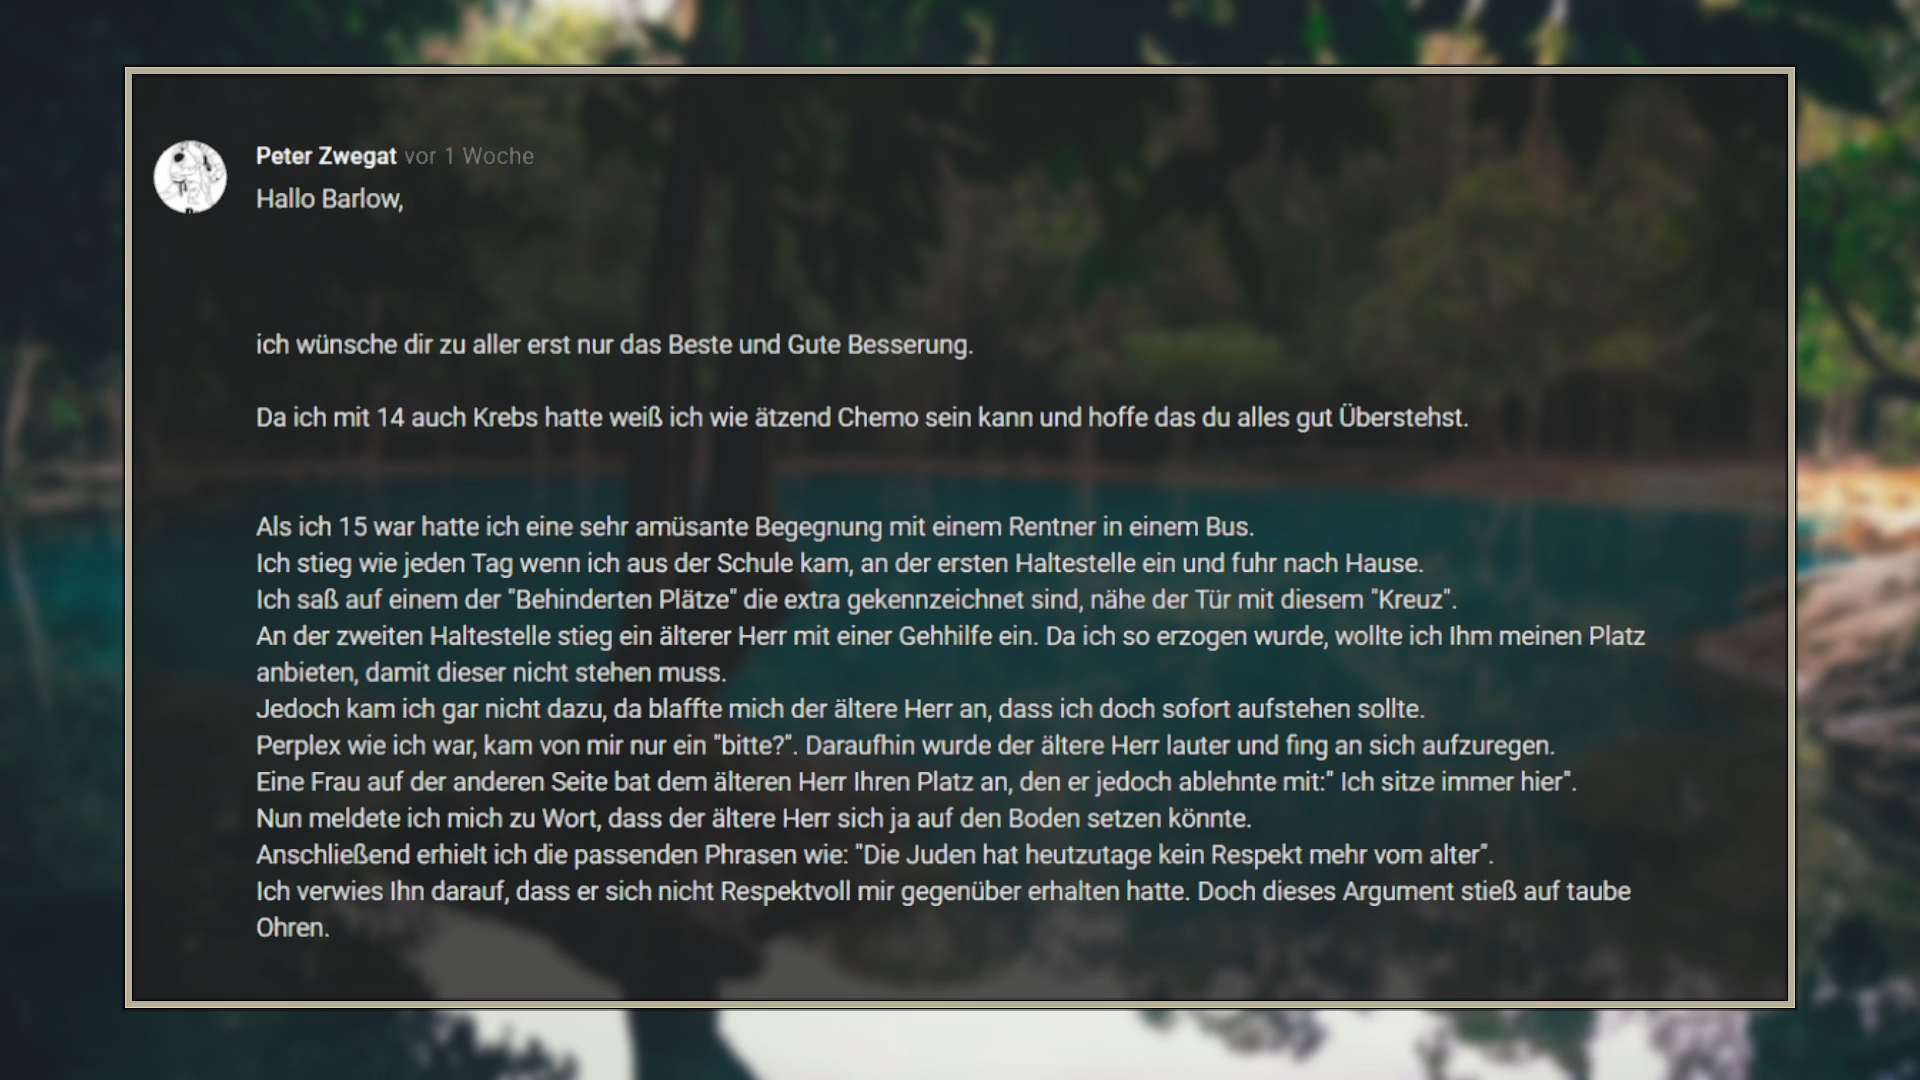 Peter Zwegat vor 1 Woche
Hallo Barlow,
ich wünsche dir zu aller erst nur das Beste und Gute Besserung.
Da ich mit 14 auch Krebs hatte weiß ich wie ätzend Chemo sein kann und hoffe das du alles gut Überstehst.
Als ich 15 war hatte ich eine sehr amüsante Begegnung mit einem Rentner in einem Bus.
Ich stieg wie jeden Tag wenn ich aus der Schule kam, an der ersten Haltestelle ein und fuhr nach Hause.
Ich saß auf einem der "Behinderten Plätze" die extra gekennzeichnet sind, nähe der Tür mit diesem "Kreuz".
An der zweiten Haltestelle stieg ein älterer Herr mit einer Gehhilfe ein. Da ich so erzogen wurde, wollte ich Ihm meinen Platz
anbieten, damit dieser nicht stehen muss.
Jedoch kam ich gar nicht dazu, da blaffte mich der ältere Herr an, dass ich doch sofort aufstehen sollte.
Perplex wie ich war, kam von mir nur ein "bitte?". Daraufhin wurde der ältere Herr lauter und fing an sich aufzuregen.
Eine Frau auf der anderen Seite bat dem älteren Herr Ihren Platz an, den er jedoch ablehnte mit:" Ich sitze immer hier".
Nun meldete ich mich zu Wort, dass der ältere Herr sich ja auf den Boden setzen könnte.
Anschließend erhielt ich die passenden Phrasen wie: "Die Juden hat heutzutage kein Respekt mehr vom alter".
Ich verwies Ihn darauf, dass er sich nicht Respektvoll mir gegenüber erhalten hatte. Doch dieses Argument stieß auf taube
Ohren.